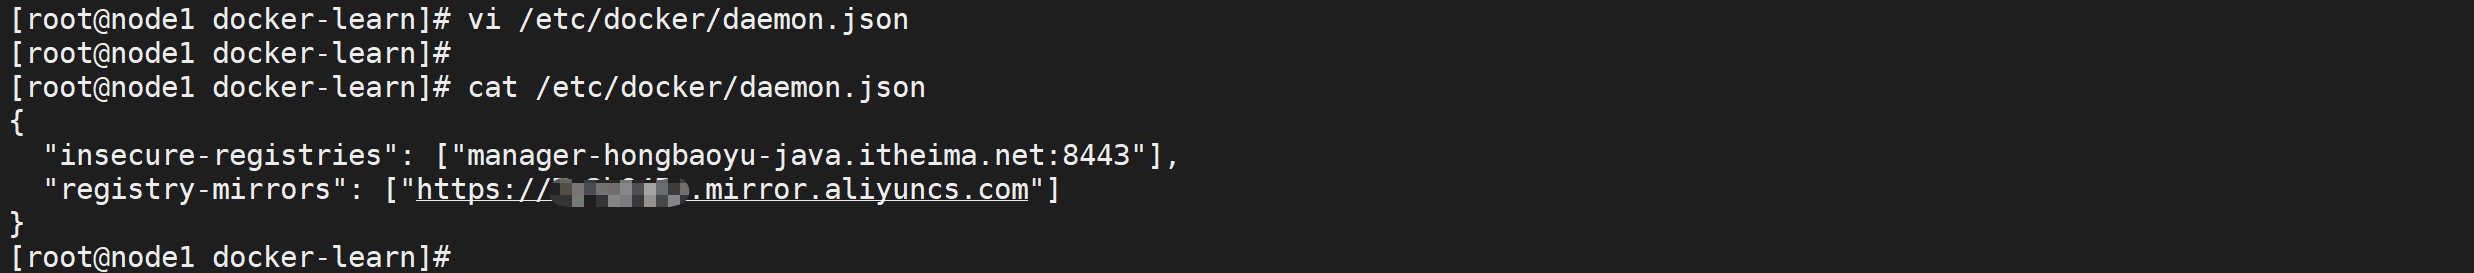 [root@node1 docker-learn]# vi /etc/docker/daemon.json
[root@node1 docker-learn]#
[root@node1 docker-learn]# cat /etc/docker/daemon.json
{
  "insecure-registries": ["manager-hongbaoyu-java.itheima.net:8443"],
  "registry-mirrors": ["https://.mirror.aliyuncs.com"]
}
[root@node1 docker-learn]#